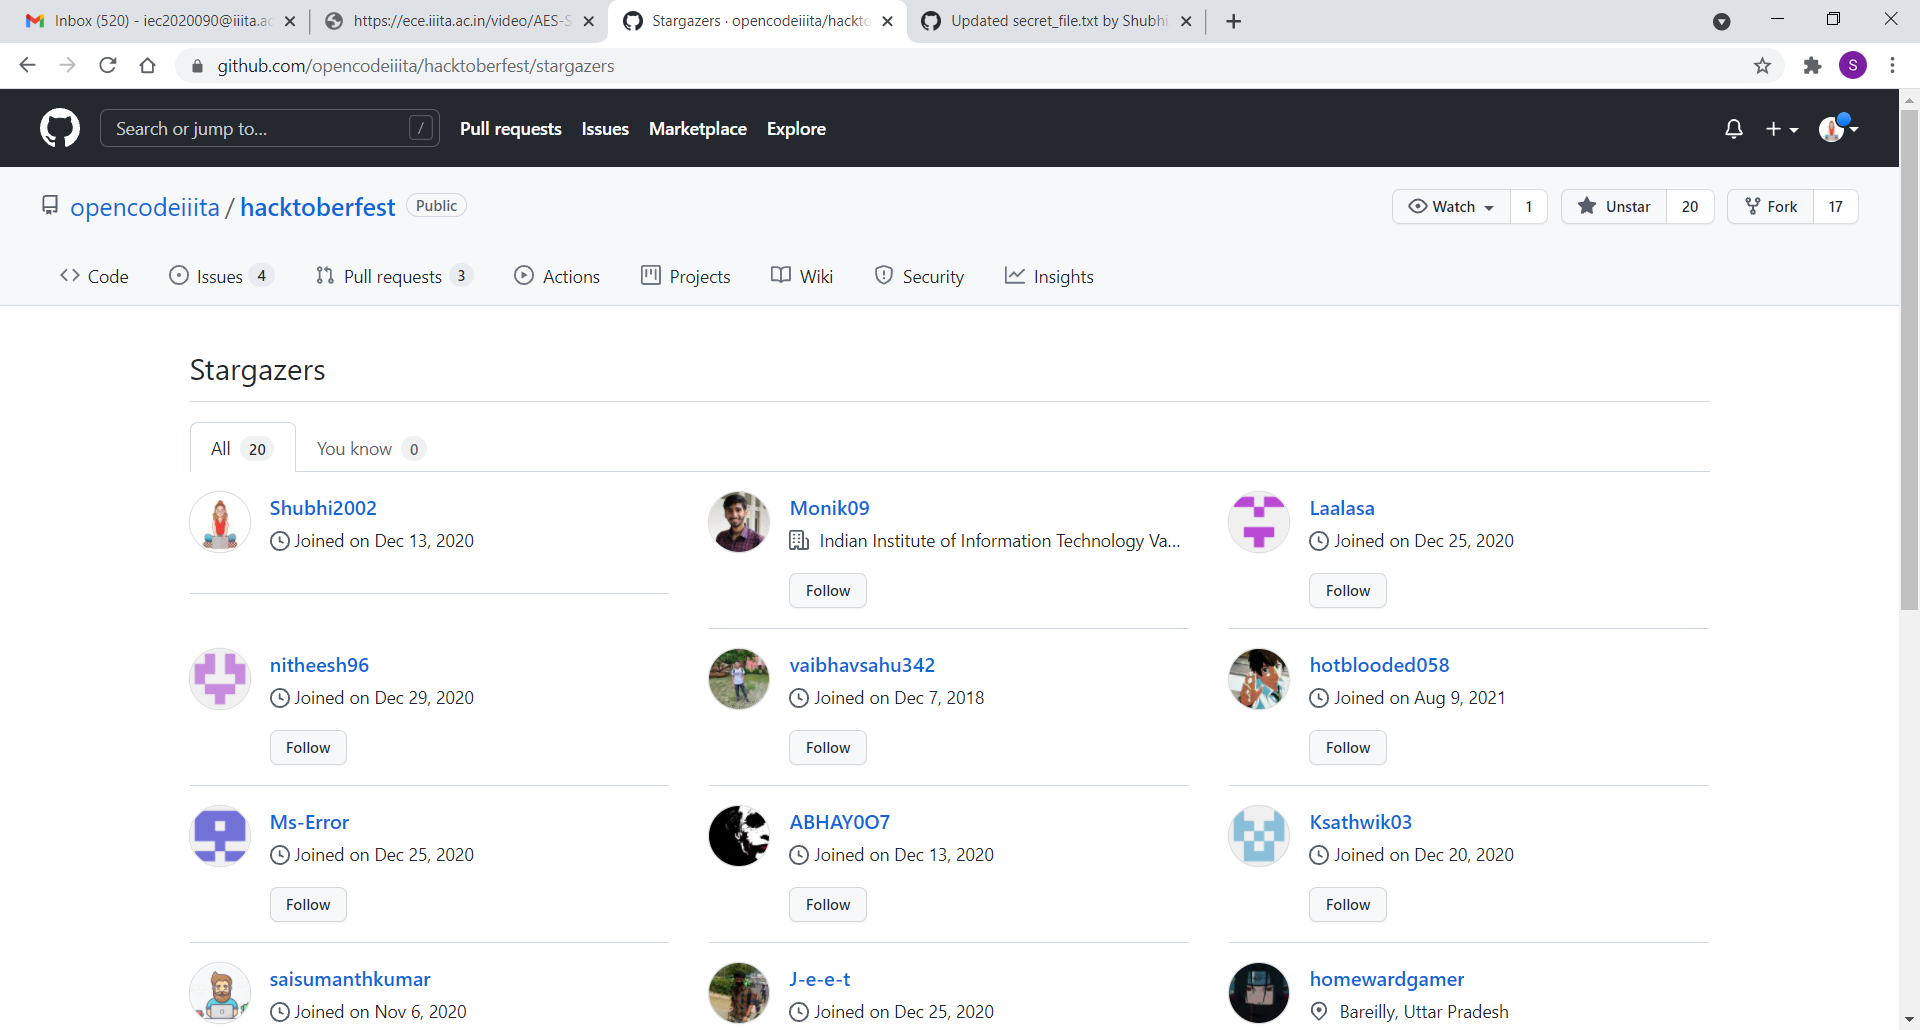 Inbox (520) - iec2020090@iiita.ac
https://ece.iiita.ac.in/video/AES-S
Stargazers · opencodeiiita/hackto
Updated secret_file.txt by Shubhi
S
github.com/opencodeiiita/hacktoberfest/stargazers
Search or jump to... /
Pull requests Issues Marketplace Explore
opencodeiiita / hacktoberfest Public
Watch 1 Unstar 20 Fork 17
Code Issues 4 Pull requests 3 Actions Projects Wiki Security Insights
Stargazers
All 20 You know 0
Shubhi2002
Joined on Dec 13, 2020
Monik09
Indian Institute of Information Technology Va...
Follow
Laalasa
Joined on Dec 25, 2020
Follow
nitheesh96
Joined on Dec 29, 2020
Follow
vaibhavsahu342
Joined on Dec 7, 2018
Follow
hotblooded058
Joined on Aug 9, 2021
Follow
Ms-Error
Joined on Dec 25, 2020
Follow
ABHAY0O7
Joined on Dec 13, 2020
Follow
Ksathwik03
Joined on Dec 20, 2020
Follow
saisumanthkumar
Joined on Nov 6, 2020
J-e-e-t
Joined on Dec 25, 2020
homewardgamer
Bareilly, Uttar Pradesh